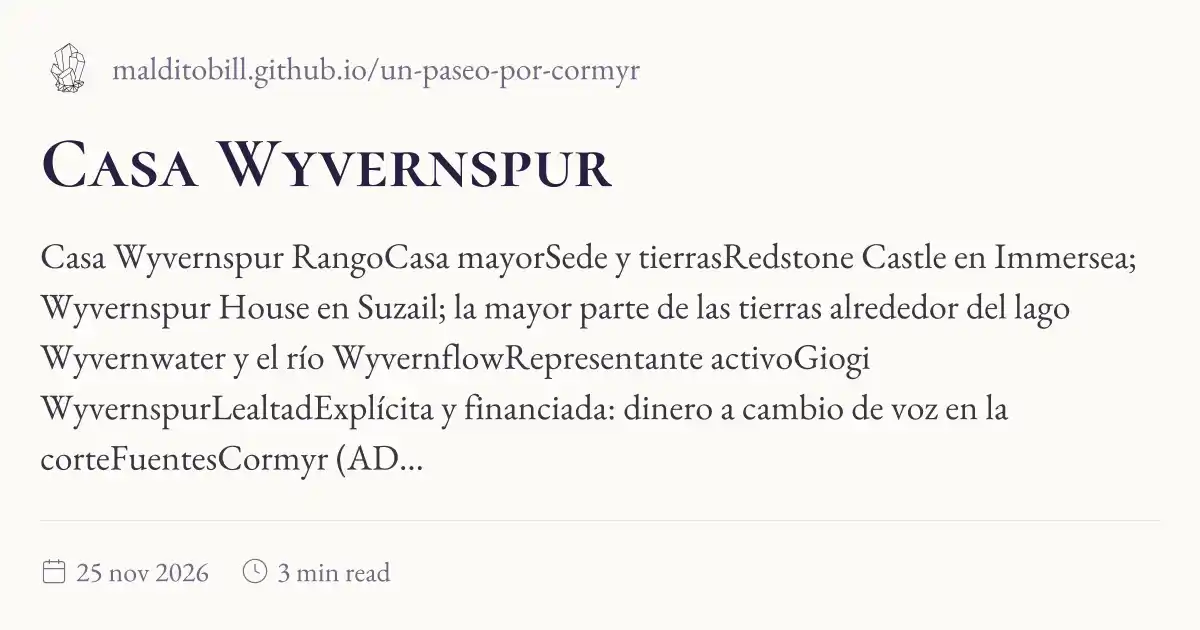 malditobill.github.io/un-paseo-por-cormyr
Casa Wyvernspur
Casa Wyvernspur RangoCasa mayorSede y tierrasRedstone Castle en Immersea;
Wyvernspur House en Suzail; la mayor parte de las tierras alrededor del lago
Wyvernwater y el río WyvernflowRepresentante activoGiogi
WyvernspurLealtadExplícita y financiada: dinero a cambio de voz en la
corteFuentesCormyr (AD...
25 nov 2026
3 min read